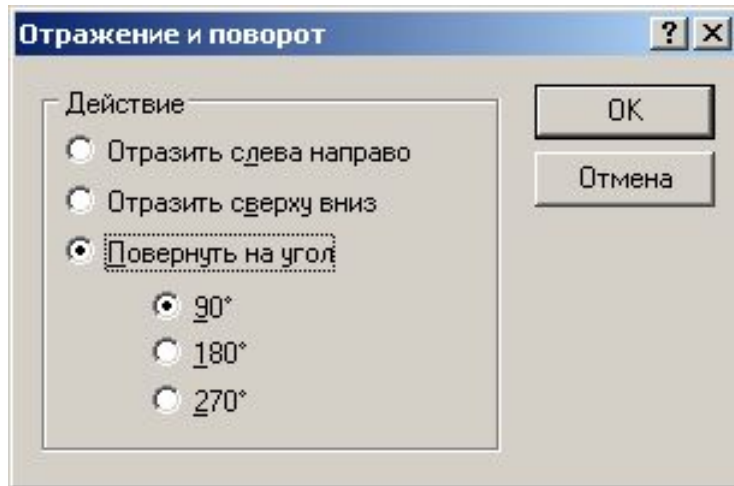 Отражение и поворот
Действие
Отразить слева направо
Отразить сверху вниз
Повернуть на угол
90°
180°
270°
OK
Отмена